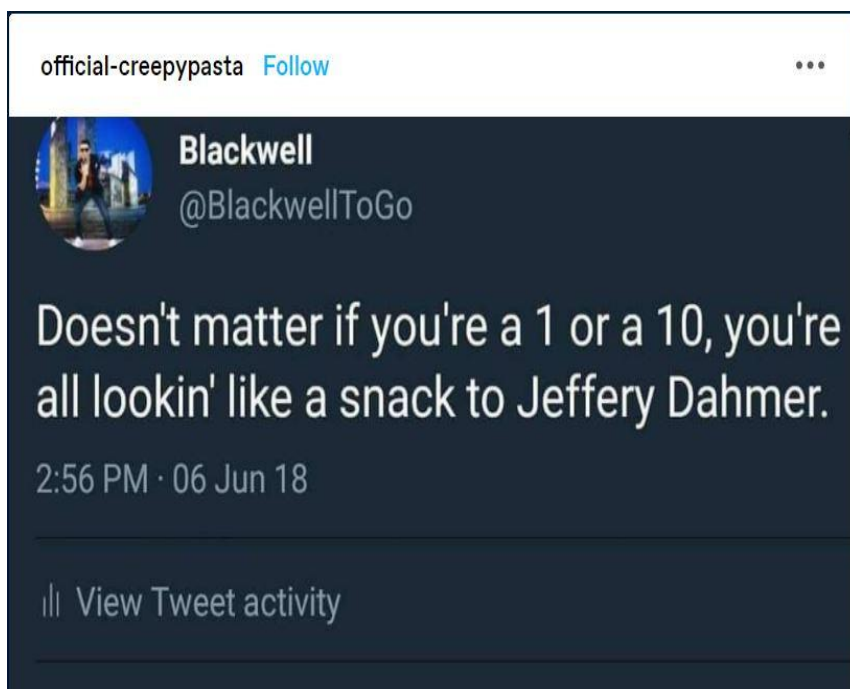 official-creepypasta Follow
Blackwell
@BlackwellToGo
Doesn't matter if you're a 1 or a 10, you're
all lookin' like a snack to Jeffery Dahmer.
2:56 PM · 06 Jun 18
View Tweet activity